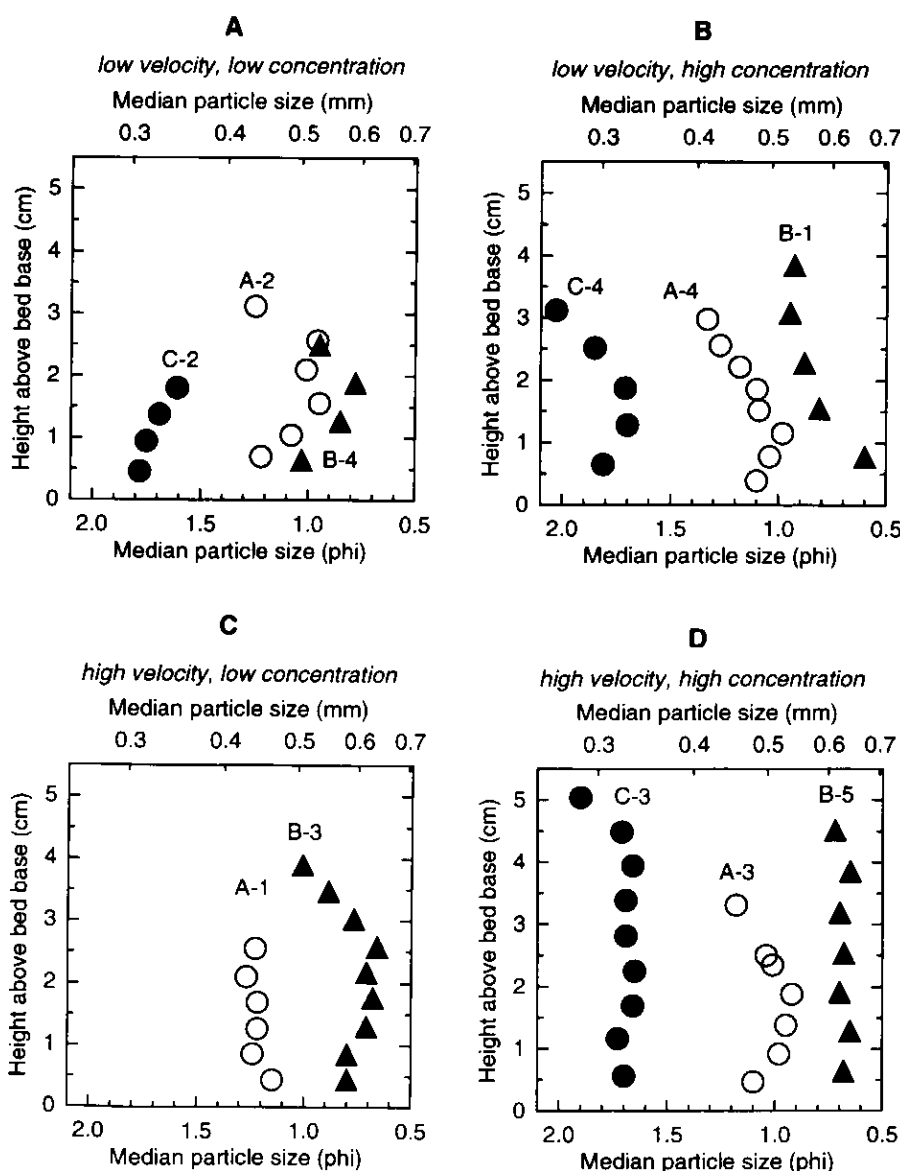 A
low velocity, low concentration
Median particle size (mm)
0.3 0.4 0.5 0.6 0.7
Height above bed base (cm)
5
4
3
2
1
0
A-2
C-2
B-4
2.0 1.5 1.0 0.5
Median particle size (phi)
B
low velocity, high concentration
Median particle size (mm)
0.3 0.4 0.5 0.6 0.7
Height above bed base (cm)
5
4
3
2
1
0
B-1
C-4 A-4
2.0 1.5 1.0 0.5
Median particle size (phi)
C
high velocity, low concentration
Median particle size (mm)
0.3 0.4 0.5 0.6 0.7
Height above bed base (cm)
5
4
3
2
1
0
B-3
A-1
2.0 1.5 1.0 0.5
Median particle size (phi)
D
high velocity, high concentration
Median particle size (mm)
0.3 0.4 0.5 0.6 0.7
Height above bed base (cm)
5
4
3
2
1
0
C-3 B-5
A-3
2.0 1.5 1.0 0.5
Median particle size (phi)